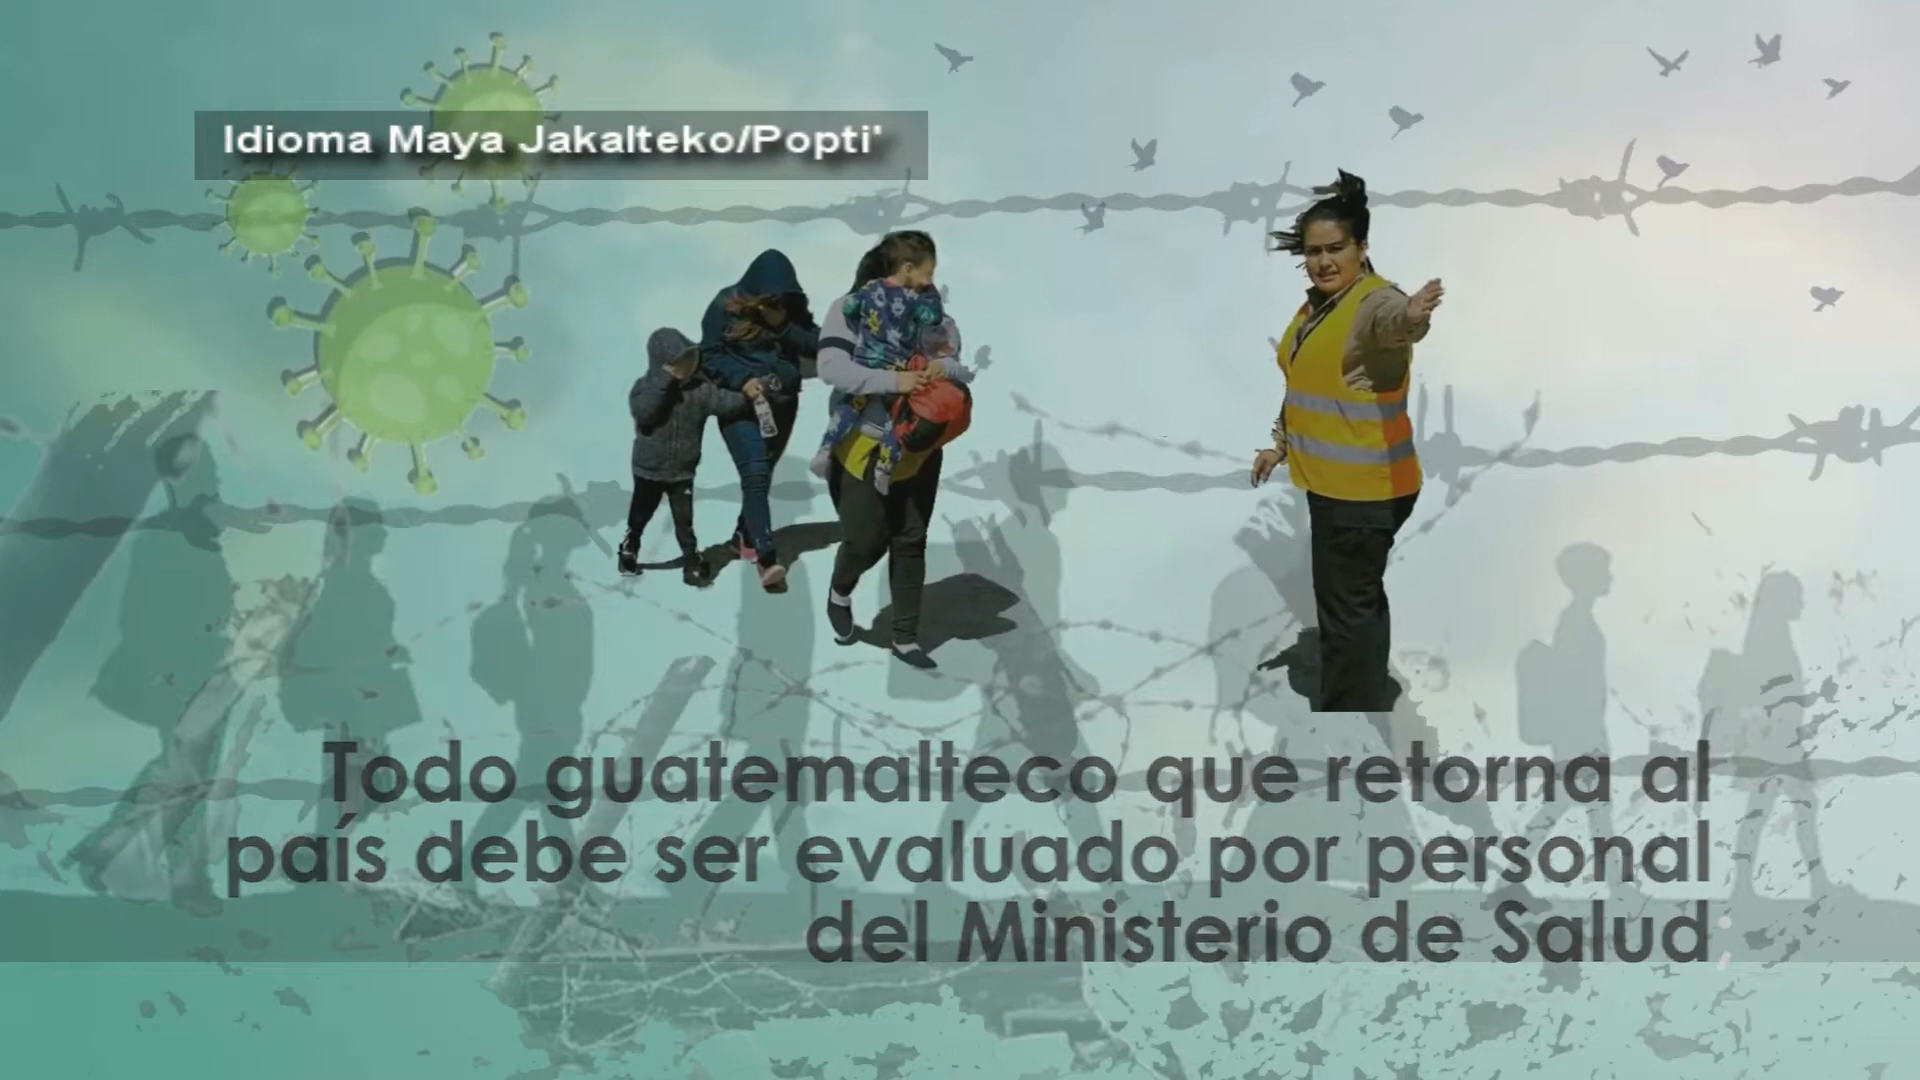 Idioma Maya Jakalteko/Popti'
Todo guatemalteco que retorna al
país debe ser evaluado por personal
del Ministerio de Salud;